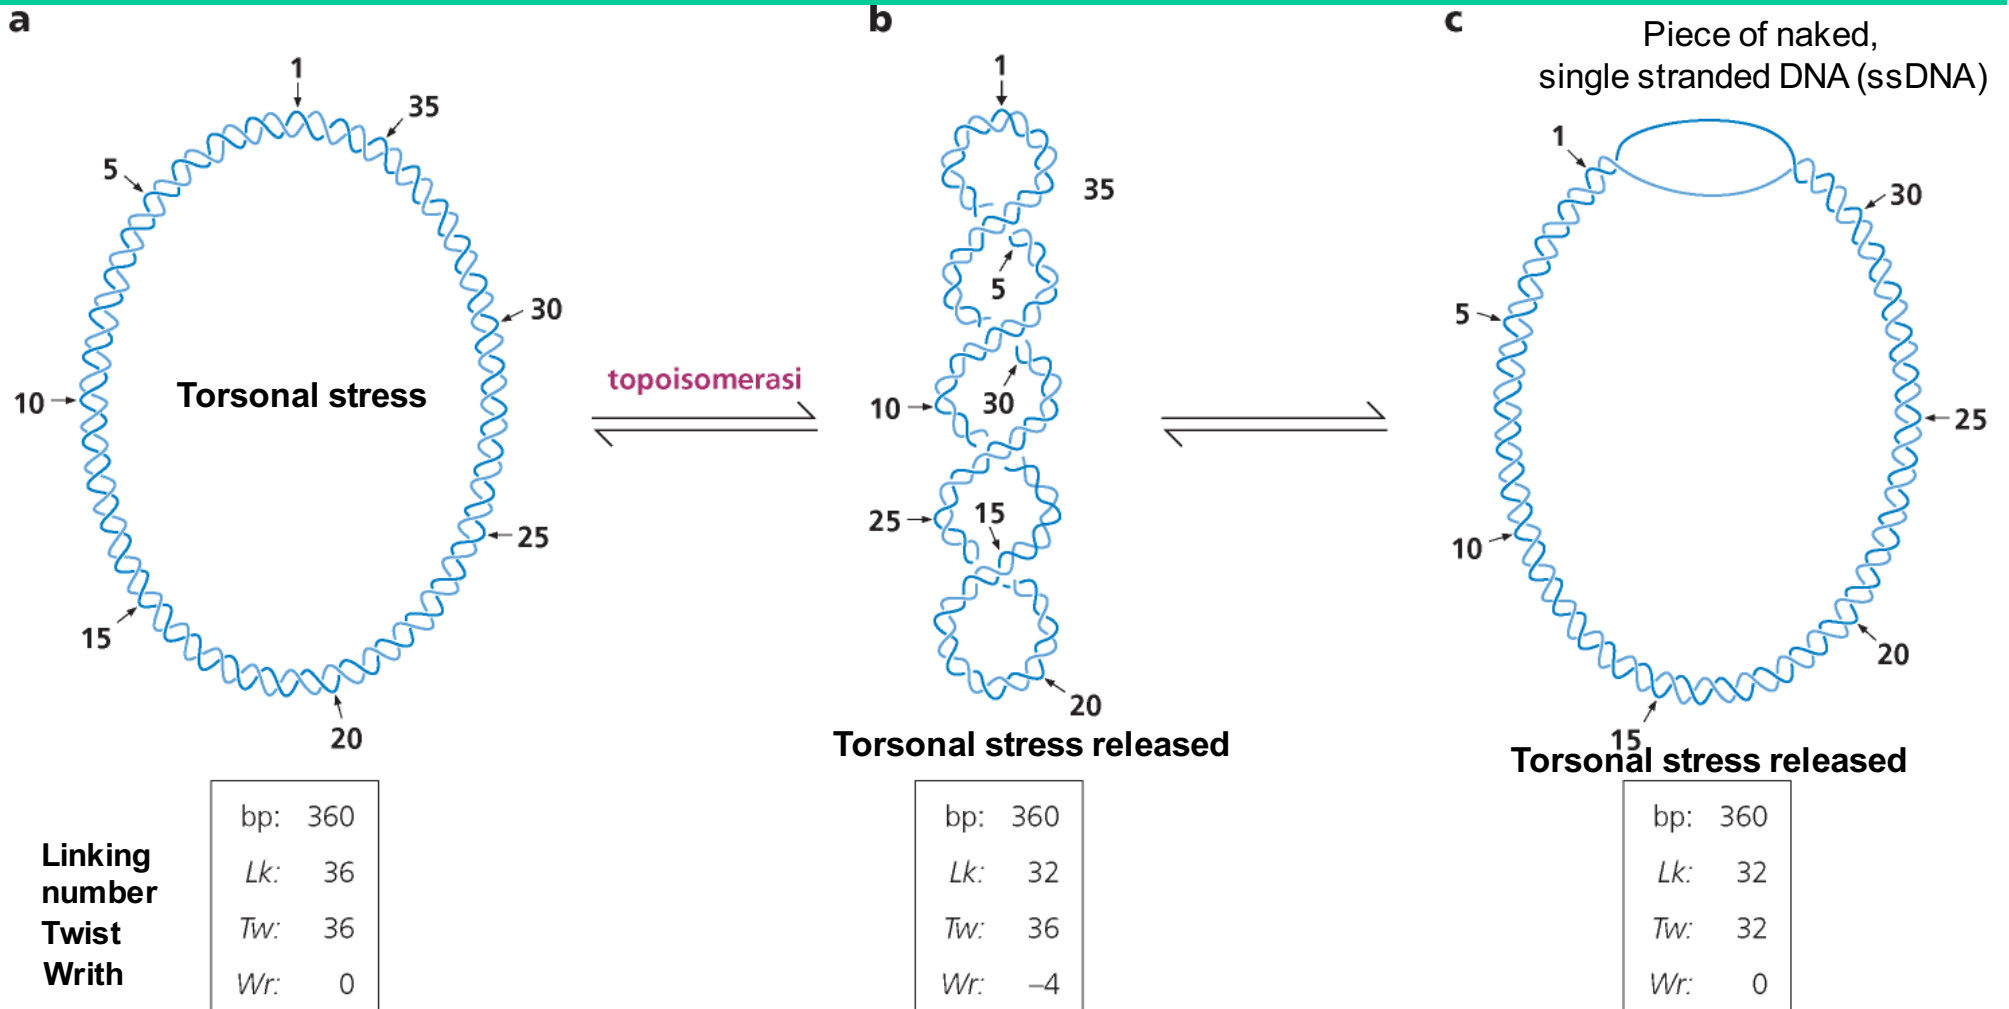 a
1
35
5
30
10
Torsonal stress
25
15
20
bp: 360
Linking number
Lk: 36
Twist
Tw: 36
Writh
Wr: 0
topoisomerasi
b
1
35
5
10
30
25
15
20
Torsonal stress released
bp: 360
Lk: 32
Tw: 36
Wr: –4
c
Piece of naked,
single stranded DNA (ssDNA)
1
30
5
25
10
20
15
Torsonal stress released
bp: 360
Lk: 32
Tw: 32
Wr: 0